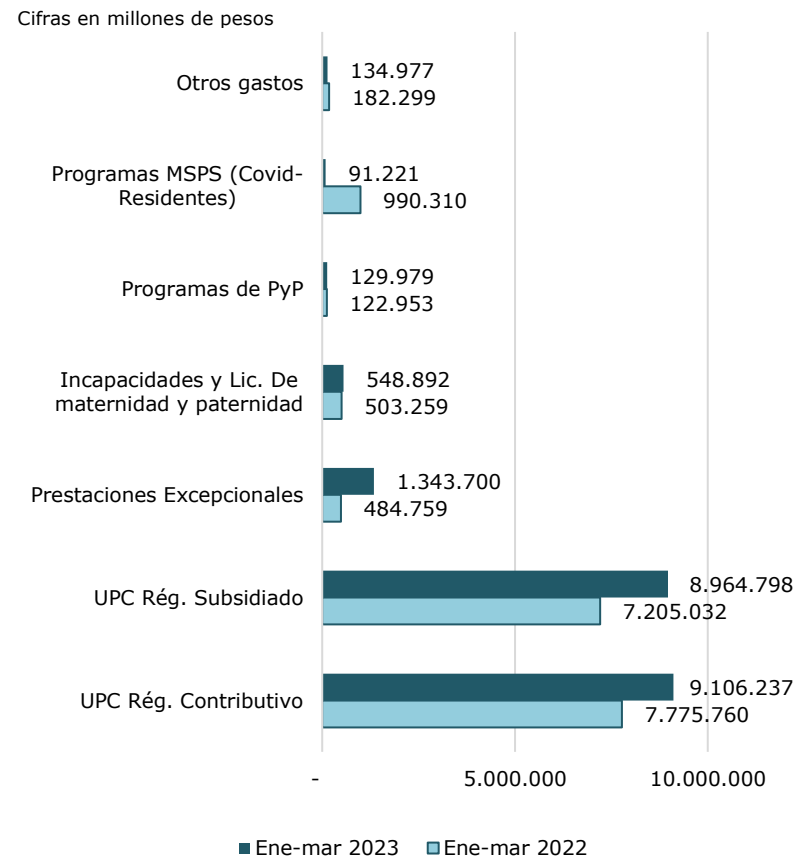 Cifras en millones de pesos
Otros gastos
134.977
182.299
Programas MSPS (Covid-
Residentes)
91.221
990.310
Programas de PyP
129.979
122.953
Incapacidades y Lic. De
maternidad y paternidad
548.892
503.259
Prestaciones Excepcionales
1.343.700
484.759
UPC Rég. Subsidiado
8.964.798
7.205.032
UPC Rég. Contributivo
9.106.237
7.775.760
- 5.000.000 10.000.000
Ene-mar 2023 Ene-mar 2022